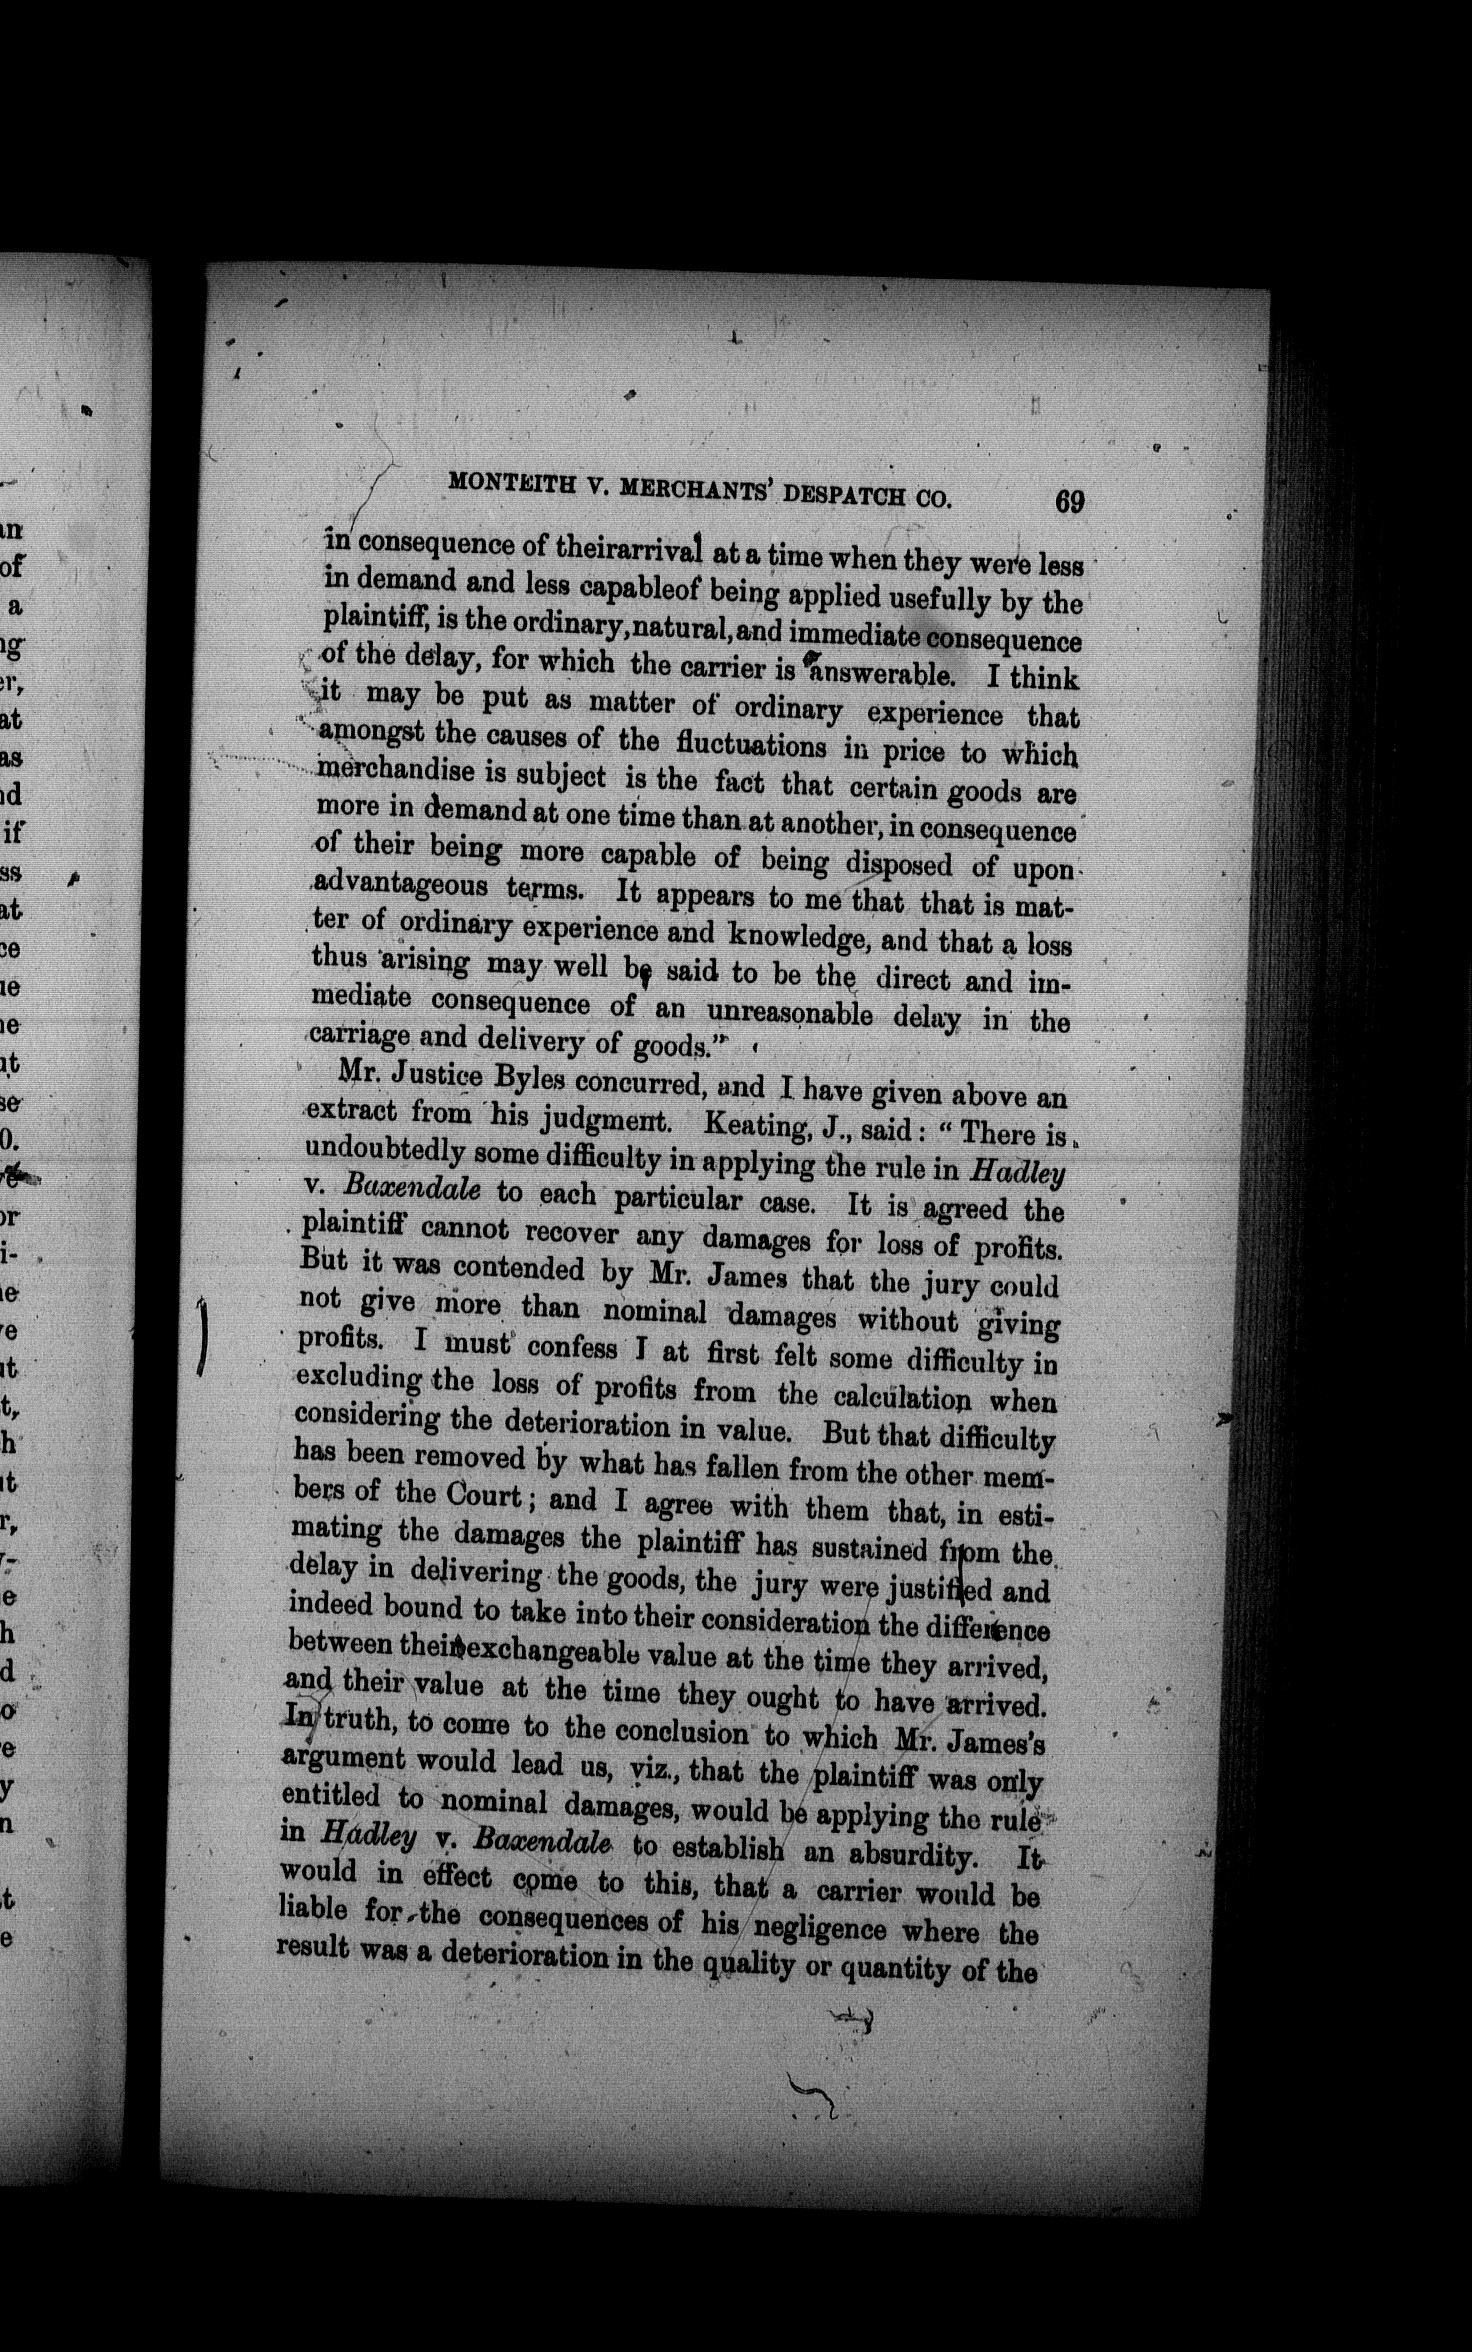 MONTEITH V. MERCHANTS' DESPATCH CO. 69
in consequence of theirarrival at a time when they were less
in demand and less capableof being applied usefully by the
plaintiff, is the ordinary, natural, and immediate consequence
of the delay, for which the carrier is answerable. I think
it may be put as matter of ordinary experience that
amongst the causes of the fluctuations in price to which
merchandise is subject is the fact that certain goods are
more in demand at one time than at another, in consequence
of their being more capable of being disposed of upon
advantageous terms. It appears to me that that is mat-
ter of ordinary experience and knowledge, and that a loss
thus arising may well be said to be the direct and im-
mediate consequence of an unreasonable delay in the
carriage and delivery of goods."
Mr. Justice Byles concurred, and I have given above an
extract from his judgment. Keating, J., said: "There is
undoubtedly some difficulty in applying the rule in Hadley
v. Baxendale to each particular case. It is agreed the
plaintiff cannot recover any damages for loss of profits.
But it was contended by Mr. James that the jury could
not give more than nominal damages without giving
profits. I must confess I at first felt some difficulty in
excluding the loss of profits from the calculation when
considering the deterioration in value. But that difficulty
has been removed by what has fallen from the other mem-
bers of the Court; and I agree with them that, in esti-
mating the damages the plaintiff has sustained from the
delay in delivering the goods, the jury were justified and
indeed bound to take into their consideration the difference
between their exchangeable value at the time they arrived,
and their value at the time they ought to have arrived.
In truth, to come to the conclusion to which Mr. James's
argument would lead us, viz., that the plaintiff was only
entitled to nominal damages, would be applying the rule
in Hadley v. Baxendale to establish an absurdity. It
would in effect come to this, that a carrier would be
liable for the consequences of his negligence where the
result was a deterioration in the quality or quantity of the